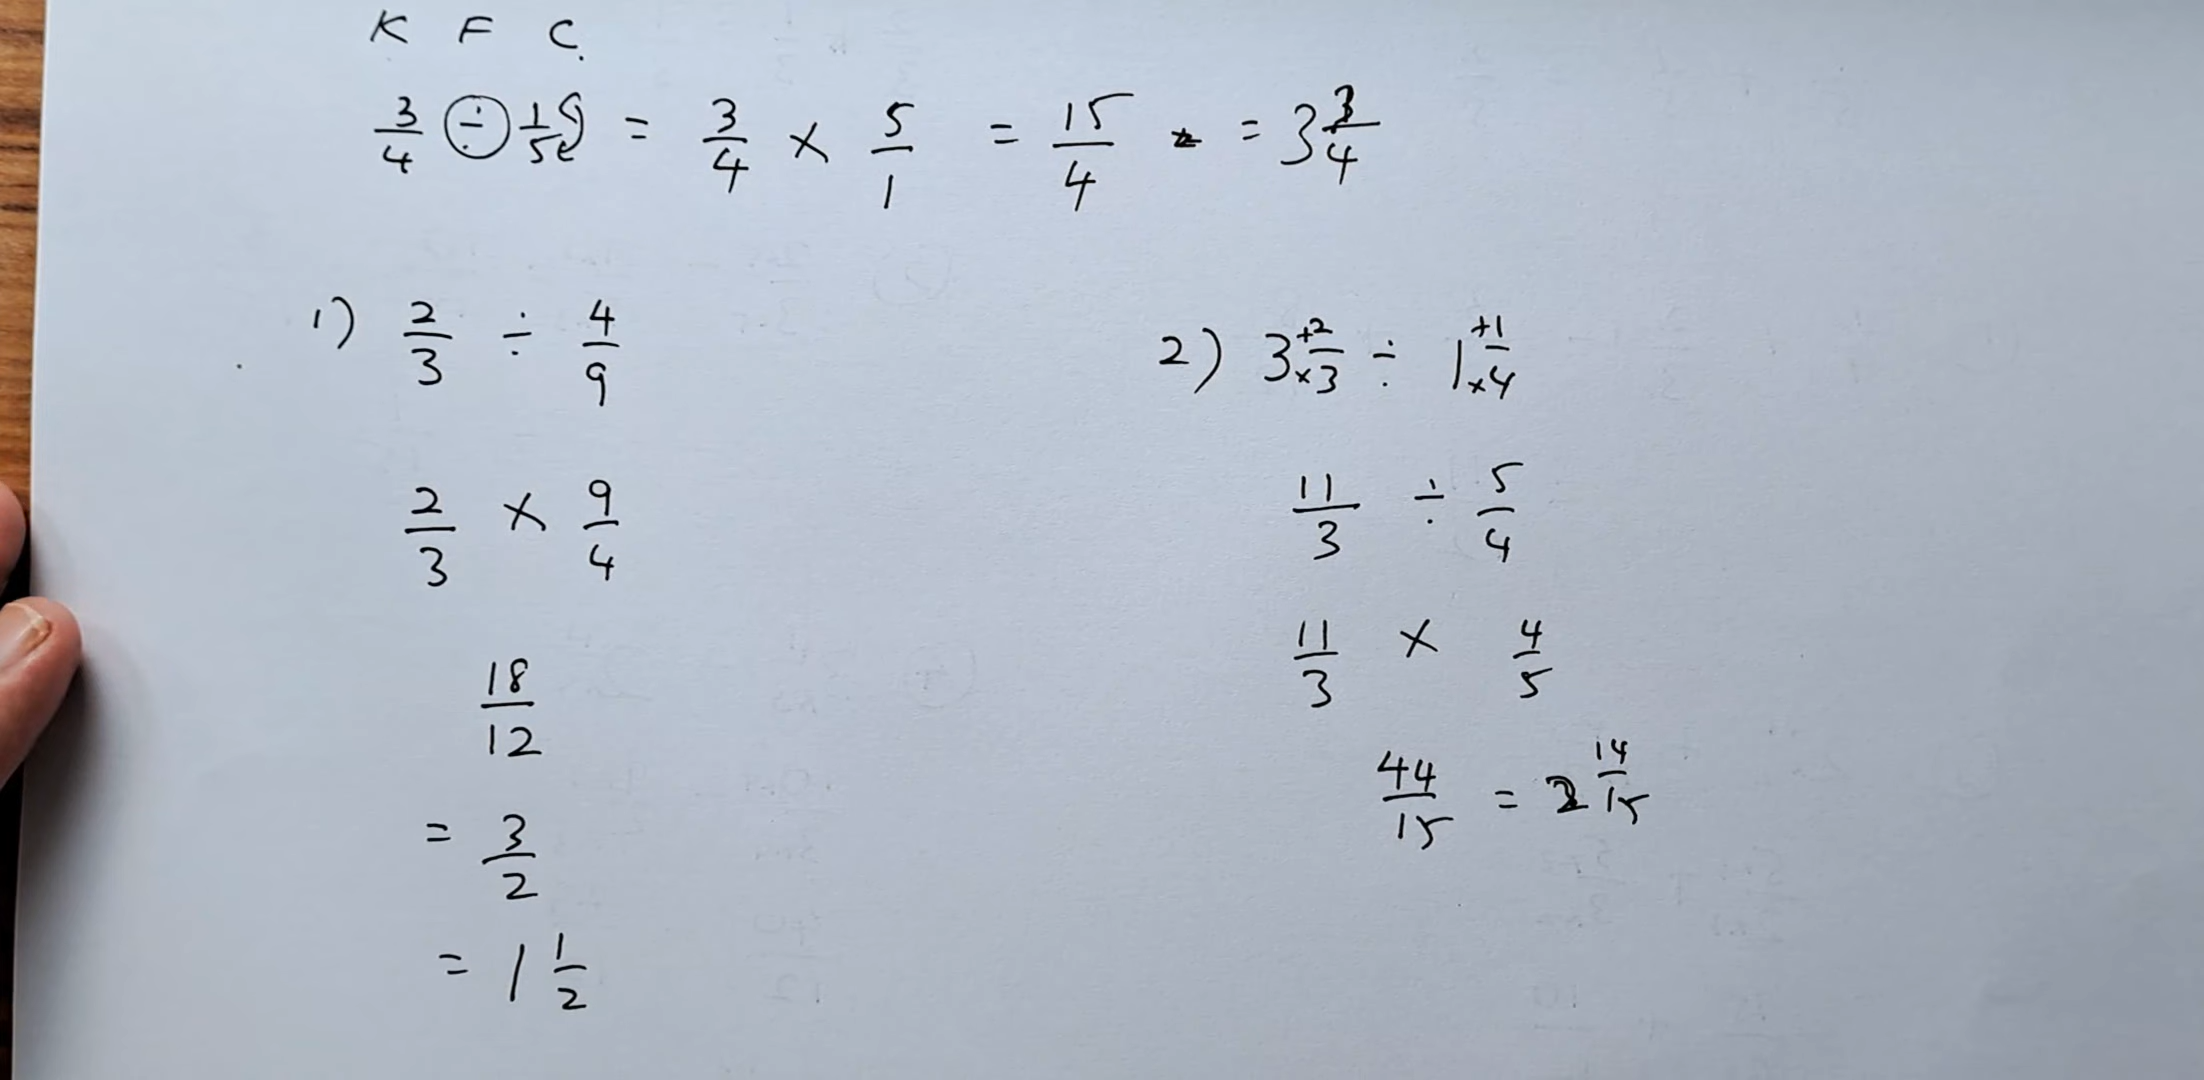 K F C.
3/4 ÷ 1/5 = 3/4 × 5/1 = 15/4 = 3 3/4
1) 2/3 ÷ 4/9
2/3 × 9/4
18/12
= 3/2
= 1 1/2
2) 3 +2/×3 ÷ 1 +1/×4
11/3 ÷ 5/4
11/3 × 4/5
44/15 = 2 14/15